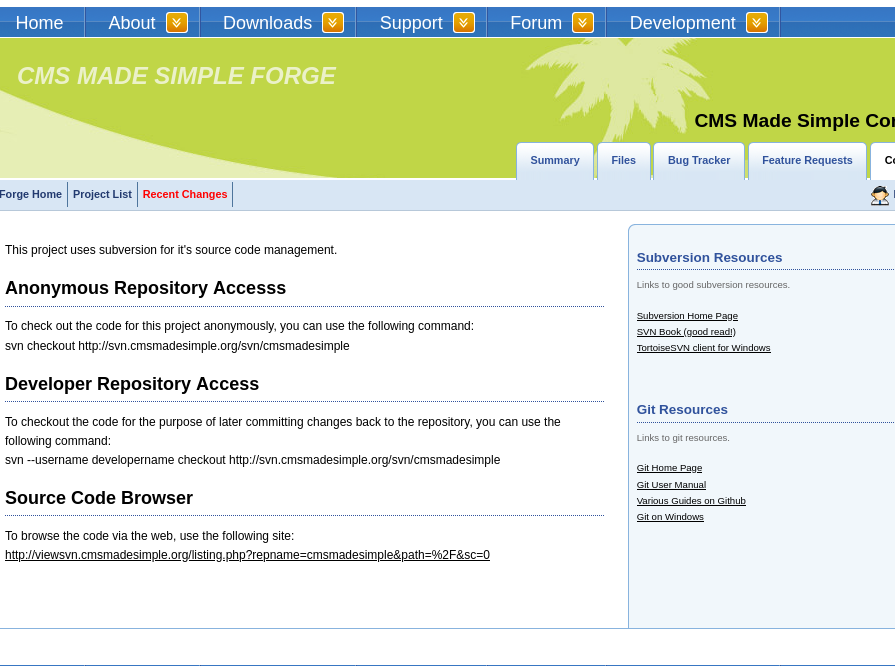 Home About Downloads Support Forum Development
CMS MADE SIMPLE FORGE
CMS Made Simple
Summary Files Bug Tracker Feature Requests
Forge Home Project List Recent Changes
This project uses subversion for it's source code management.
Anonymous Repository Accesss
To check out the code for this project anonymously, you can use the following command:
svn checkout http://svn.cmsmadesimple.org/svn/cmsmadesimple
Developer Repository Access
To checkout the code for the purpose of later committing changes back to the repository, you can use the
following command:
svn --username developername checkout http://svn.cmsmadesimple.org/svn/cmsmadesimple
Source Code Browser
To browse the code via the web, use the following site:
http://viewsvn.cmsmadesimple.org/listing.php?repname=cmsmadesimple&path=%2F&sc=0
Subversion Resources
Links to good subversion resources.
Subversion Home Page
SVN Book (good read!)
TortoiseSVN client for Windows
Git Resources
Links to git resources.
Git Home Page
Git User Manual
Various Guides on Github
Git on Windows